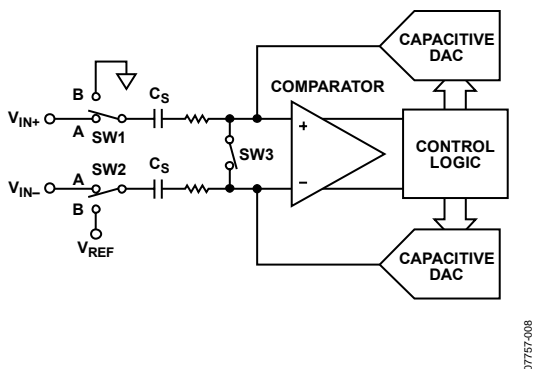 CAPACITIVE
DAC
COMPARATOR
B
CS
VIN+
A
SW1
+
SW3
CONTROL
LOGIC
SW2
CS
VIN–
A
–
B
VREF
CAPACITIVE
DAC
07757-008